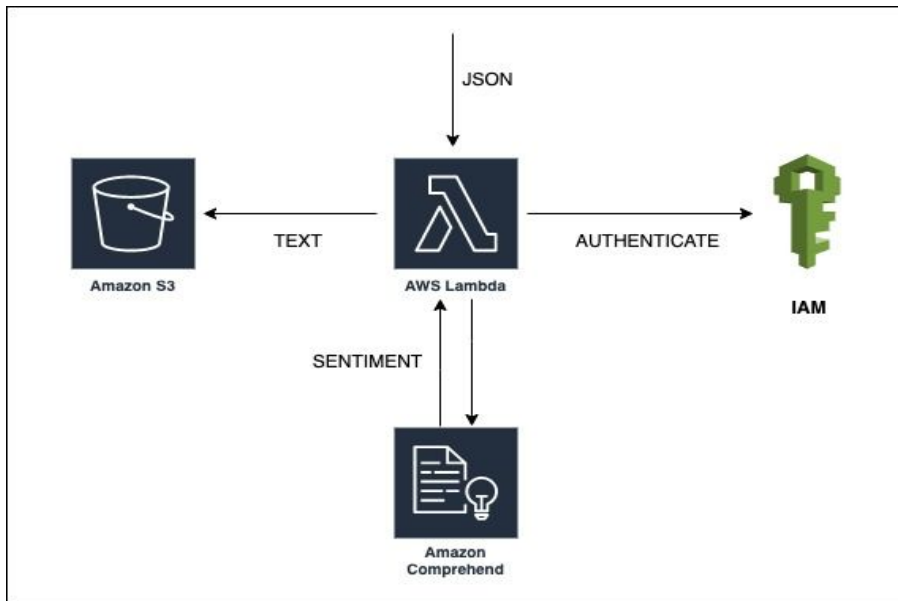 JSON
TEXT
AUTHENTICATE
Amazon S3
AWS Lambda
IAM
SENTIMENT
Amazon
Comprehend